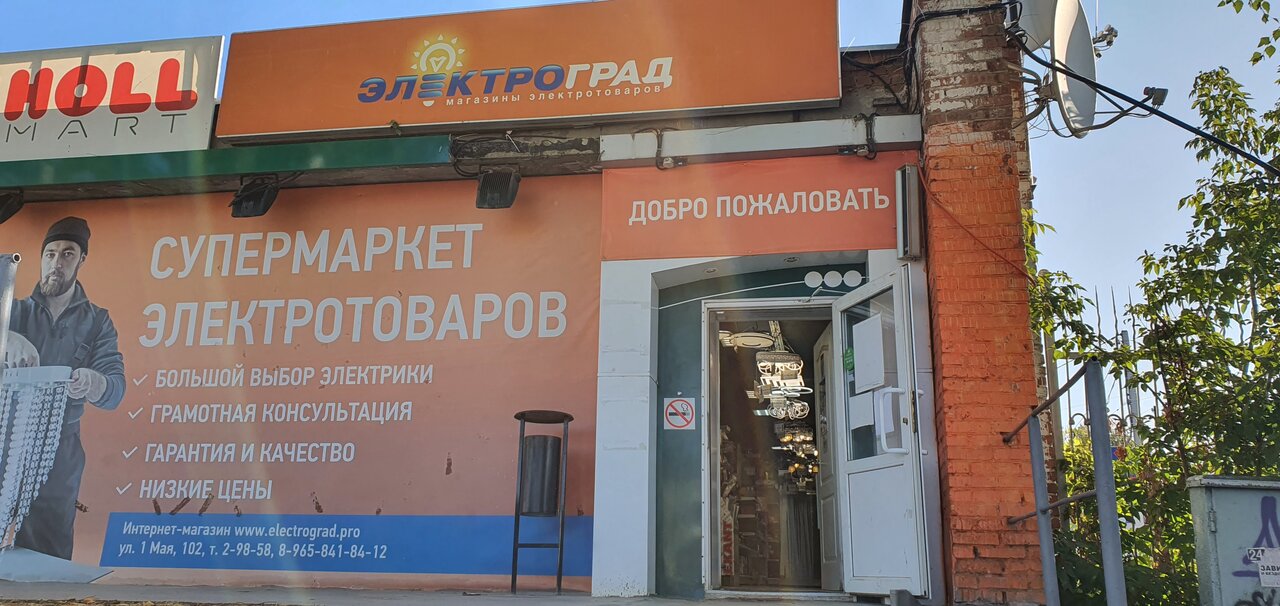 HOLL
MART
ЭЛЕКТРОГРАД
магазины электротоваров
ДОБРО ПОЖАЛОВАТЬ
СУПЕРМАРКЕТ
ЭЛЕКТРОТОВАРОВ
БОЛЬШОЙ ВЫБОР ЭЛЕКТРИКИ
ГРАМОТНАЯ КОНСУЛЬТАЦИЯ
ГАРАНТИЯ И КАЧЕСТВО
НИЗКИЕ ЦЕНЫ
Интернет-магазин www.electrograd.pro
ул. 1 Мая, 102, т. 2-98-58, 8-965-841-84-12